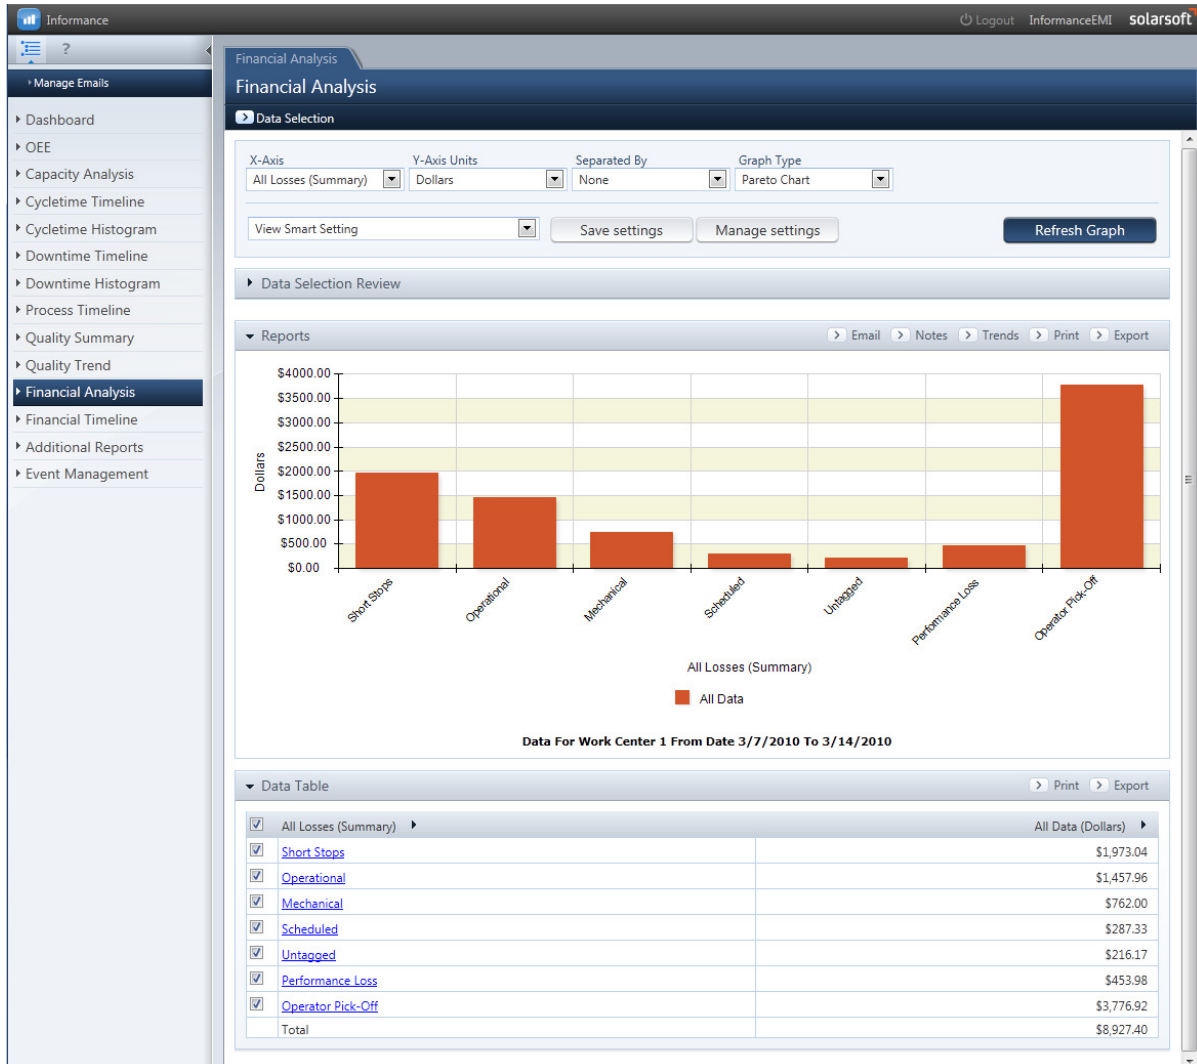 Informance
Logout InformanceEMI solarsoft
?
Manage Emails
Dashboard
OEE
Capacity Analysis
Cycletime Timeline
Cycletime Histogram
Downtime Timeline
Downtime Histogram
Process Timeline
Quality Summary
Quality Trend
Financial Analysis
Financial Timeline
Additional Reports
Event Management
Financial Analysis
Financial Analysis
Data Selection
X-Axis Y-Axis Units Separated By Graph Type
All Losses (Summary) Dollars None Pareto Chart
View Smart Setting Save settings Manage settings Refresh Graph
Data Selection Review
Reports Email Notes Trends Print Export
$4000.00
$3500.00
$3000.00
$2500.00
$2000.00
$1500.00
$1000.00
$500.00
$0.00
Dollars
Short Stops
Operational
Mechanical
Scheduled
Untagged
Performance Loss
Operator Pick-Off
All Losses (Summary)
All Data
Data For Work Center 1 From Date 3/7/2010 To 3/14/2010
Data Table Print Export
All Losses (Summary) All Data (Dollars)
Short Stops $1,973.04
Operational $1,457.96
Mechanical $762.00
Scheduled $287.33
Untagged $216.17
Performance Loss $453.98
Operator Pick-Off $3,776.92
Total $8,927.40